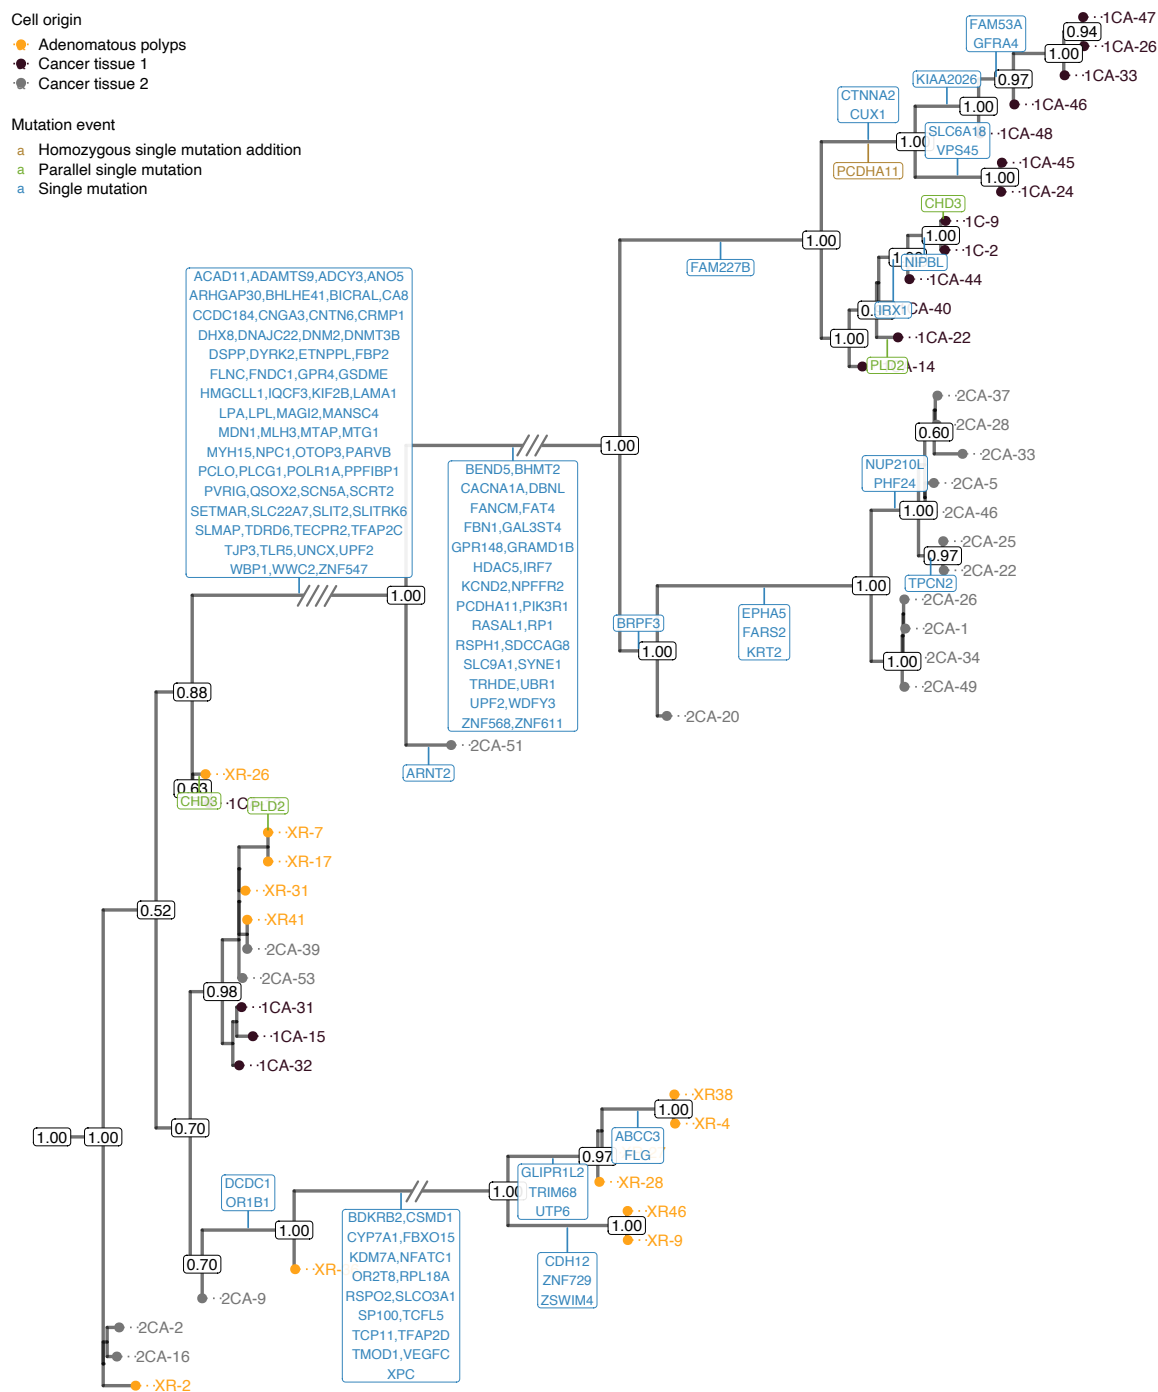 Cell origin
Adenomatous polyps
Cancer tissue 1
Cancer tissue 2
Mutation event
a Homozygous single mutation addition
a Parallel single mutation
a Single mutation
1CA-47
0.94
1CA-26
1.00
1CA-33
FAM53A
GFRA4
0.97
1CA-46
KIAA2026
1.00
1CA-48
CTNNA2
CUX1
1.00
SLC6A18
VPS45
1CA-45
1.00
1CA-24
PCDHA11
CHD3
1C-9
1.00
1C-2
NIPBL
1CA-44
IRX1
CA-40
1CA-22
1.00
PLD2
-14
1.00
FAM227B
2CA-37
2CA-28
0.60
2CA-33
NUP210L
PHF24
2CA-5
1.00
2CA-46
2CA-25
0.97
2CA-22
TPCN2
1.00
2CA-26
2CA-1
2CA-34
1.00
2CA-49
EPHA5
FARS2
KRT2
BRPF3
1.00
2CA-20
1.00
ACAD11,ADAMTS9,ADCY3,ANO5
ARHGAP30,BHLHE41,BICRAL,CA8
CCDC184,CNGA3,CNTN6,CRMP1
DHX8,DNAJC22,DNM2,DNMT3B
DSPP,DYRK2,ETNPPL,FBP2
FLNC,FNDC1,GPR4,GSDME
HMGCLL1,IQCF3,KIF2B,LAMA1
LPA,LPL,MAGI2,MANSC4
MDN1,MLH3,MTAP,MTG1
MYH15,NPC1,OTOP3,PARVB
PCLO,PLCG1,POLR1A,PPFIBP1
PVRIG,QSOX2,SCN5A,SCRT2
SETMAR,SLC22A7,SLIT2,SLITRK6
SLMAP,TDRD6,TECPR2,TFAP2C
TJP3,TLR5,UNCX,UPF2
WBP1,WWC2,ZNF547
BEND5,BHMT2
CACNA1A,DBNL
FANCM,FAT4
FBN1,GAL3ST4
GPR148,GRAMD1B
HDAC5,IRF7
KCND2,NPFFR2
PCDHA11,PIK3R1
RASAL1,RP1
RSPH1,SDCCAG8
SLC9A1,SYNE1
TRHDE,UBR1
UPF2,WDFY3
ZNF568,ZNF611
1.00
2CA-51
ARNT2
0.88
XR-26
0.63
CHD3
1C
PLD2
XR-7
XR-17
XR-31
XR41
2CA-39
2CA-53
0.98
1CA-31
1CA-15
1CA-32
0.52
0.70
1.00
1.00
XR38
1.00
XR-4
ABCC3
FLG
0.97
XR-28
GLIPR1L2
TRIM68
UTP6
1.00
XR46
1.00
XR-9
CDH12
ZNF729
ZSWIM4
DCDC1
OR1B1
1.00
XR-
BDKRB2,CSMD1
CYP7A1,FBXO15
KDM7A,NFATC1
OR2T8,RPL18A
RSPO2,SLCO3A1
SP100,TCFL5
TCP11,TFAP2D
TMOD1,VEGFC
XPC
0.70
2CA-9
2CA-2
2CA-16
XR-2